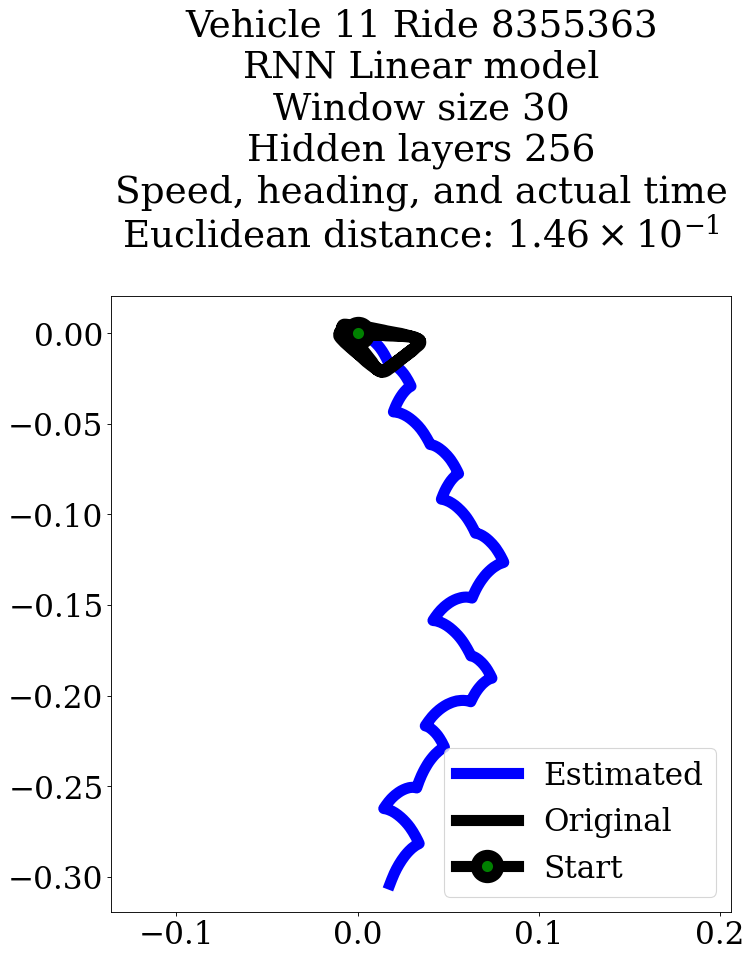 Vehicle 11 Ride 8355363
RNN Linear model
Window size 30
Hidden layers 256
Speed, heading, and actual time
Euclidean distance: 1.46 × 10⁻¹
0.00
−0.05
−0.10
−0.15
−0.20
−0.25
−0.30
Estimated
Original
Start
−0.1
0.0
0.1
0.2